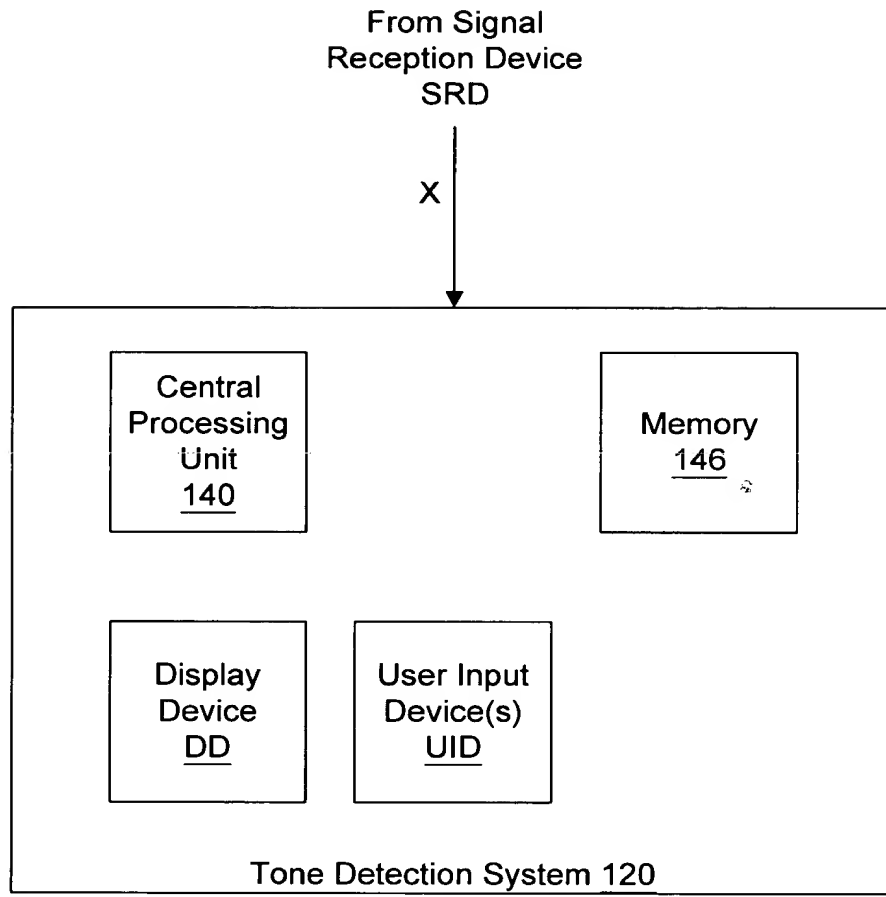 From Signal
Reception Device
SRD
X
Central
Processing
Unit
140
Memory
146
Display
Device
DD
User Input
Device(s)
UID
Tone Detection System 120